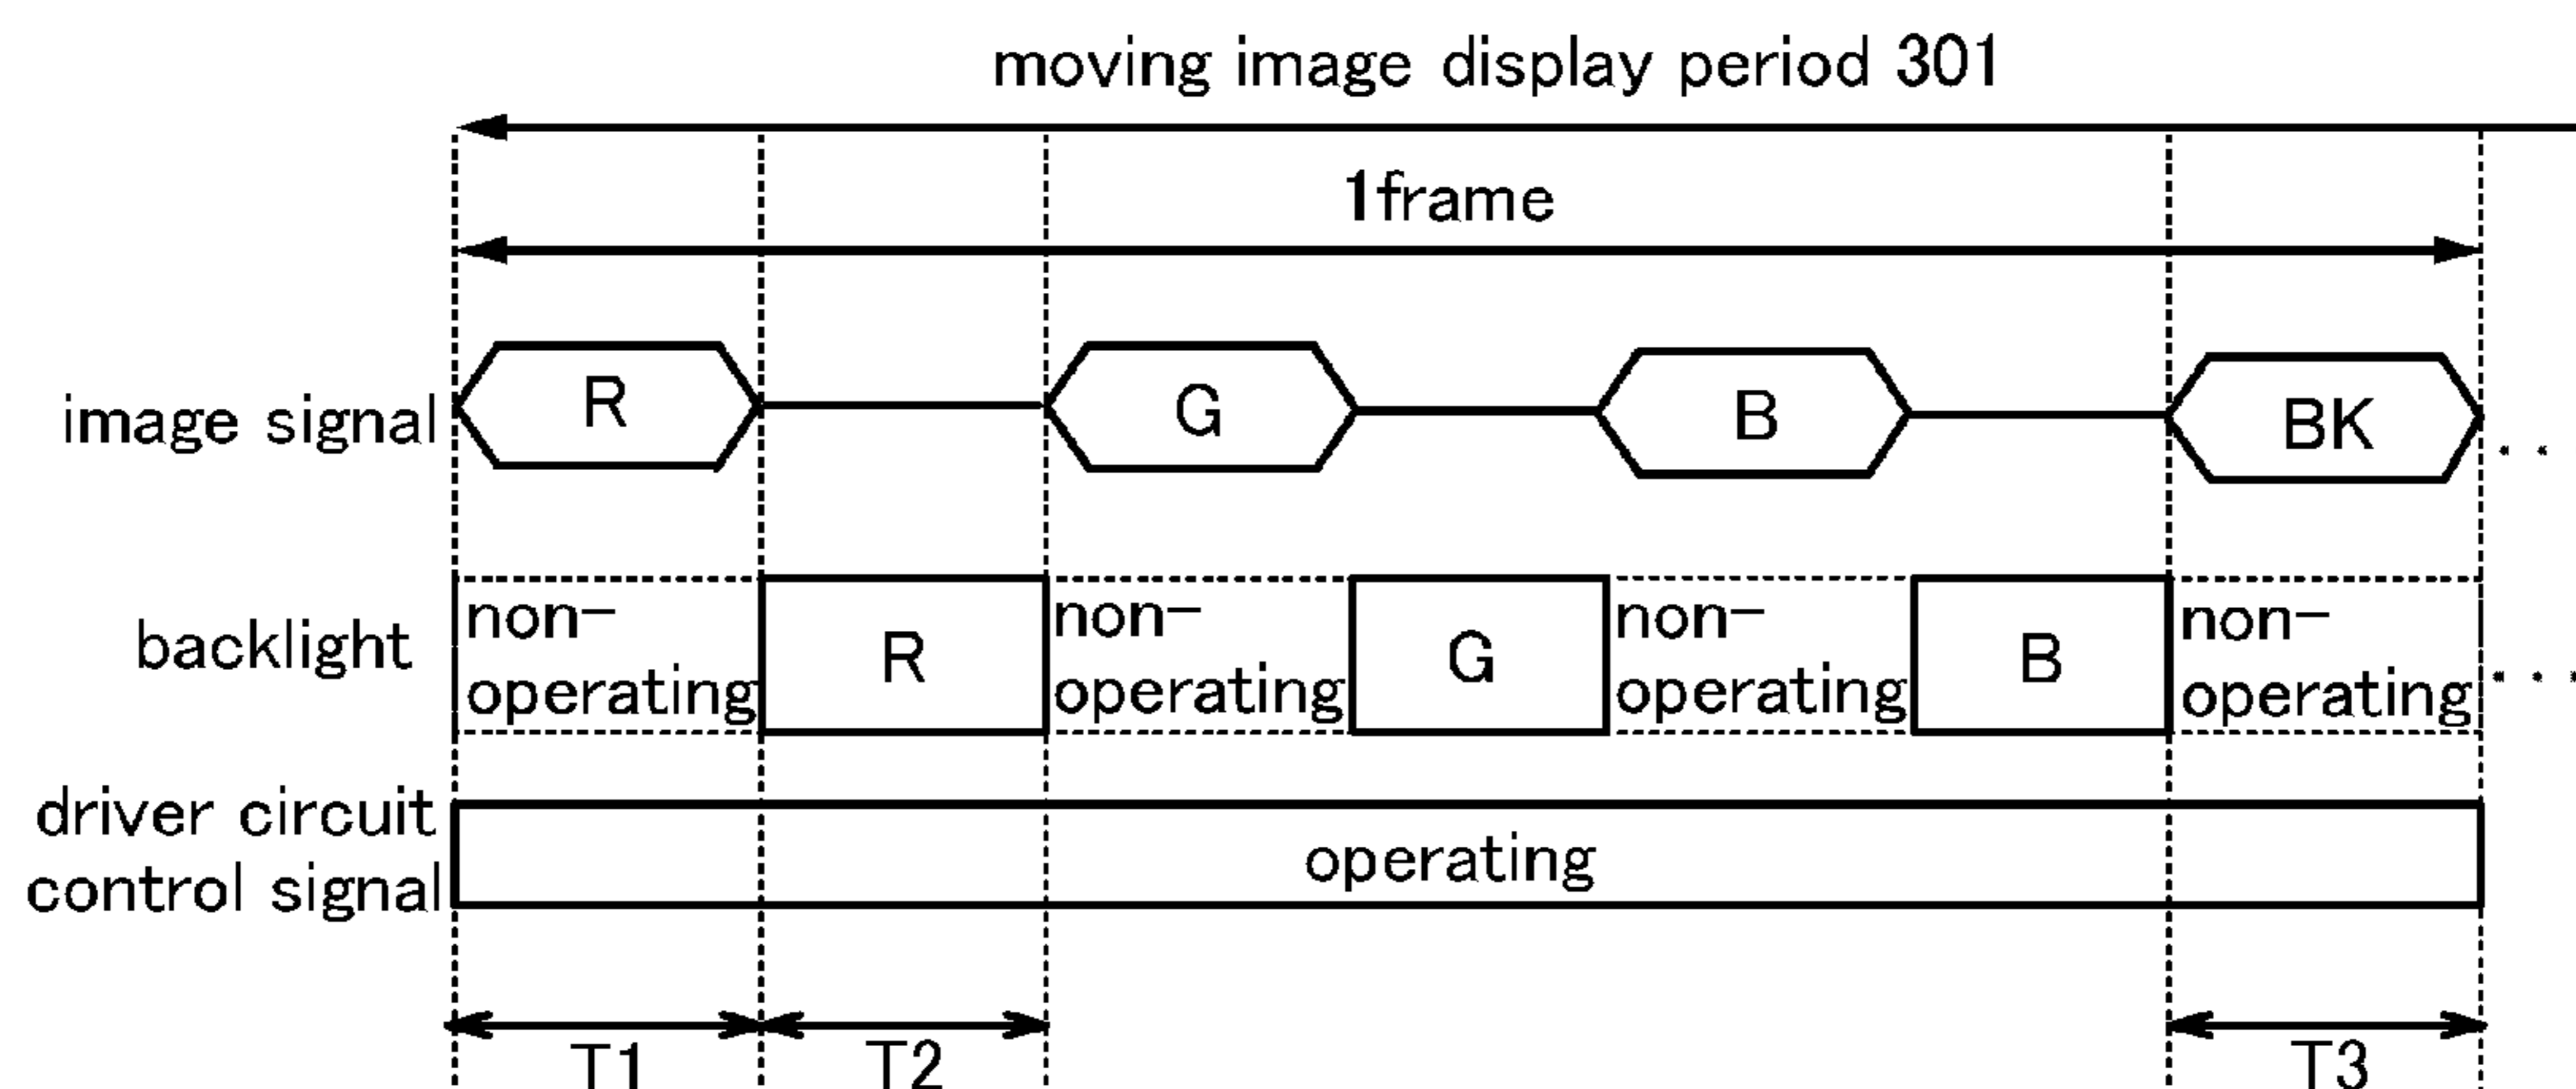 moving image display period 301
1frame
image signal
R
G
B
BK
. .
backlight
non-
operating
R
non-
operating
G
non-
operating
B
non-
operating
. . .
driver circuit
control signal
operating
T1
T2
T3